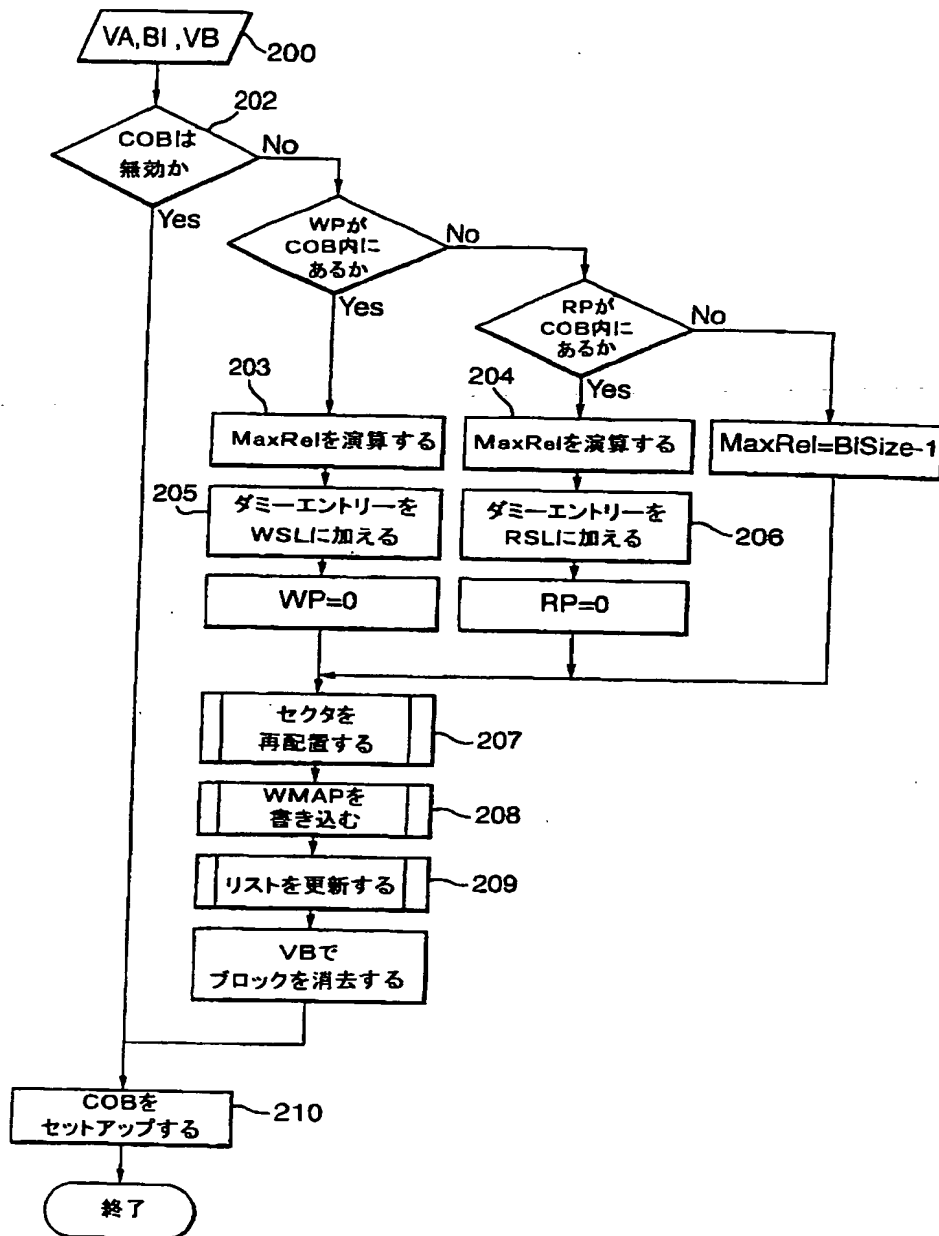 VA,BI,VB
200
202
COBは
無効か
No
Yes
WPが
COB内に
あるか
No
Yes
RPが
COB内に
あるか
No
Yes
203
MaxRelを演算する
204
MaxRelを演算する
MaxRel=BISize-1
205
ダミーエントリーを
WSLに加える
ダミーエントリーを
RSLに加える
206
WP=0
RP=0
セクタを
再配置する
207
WMAPを
書き込む
208
リストを更新する
209
VBで
ブロックを消去する
COBを
セットアップする
210
終了